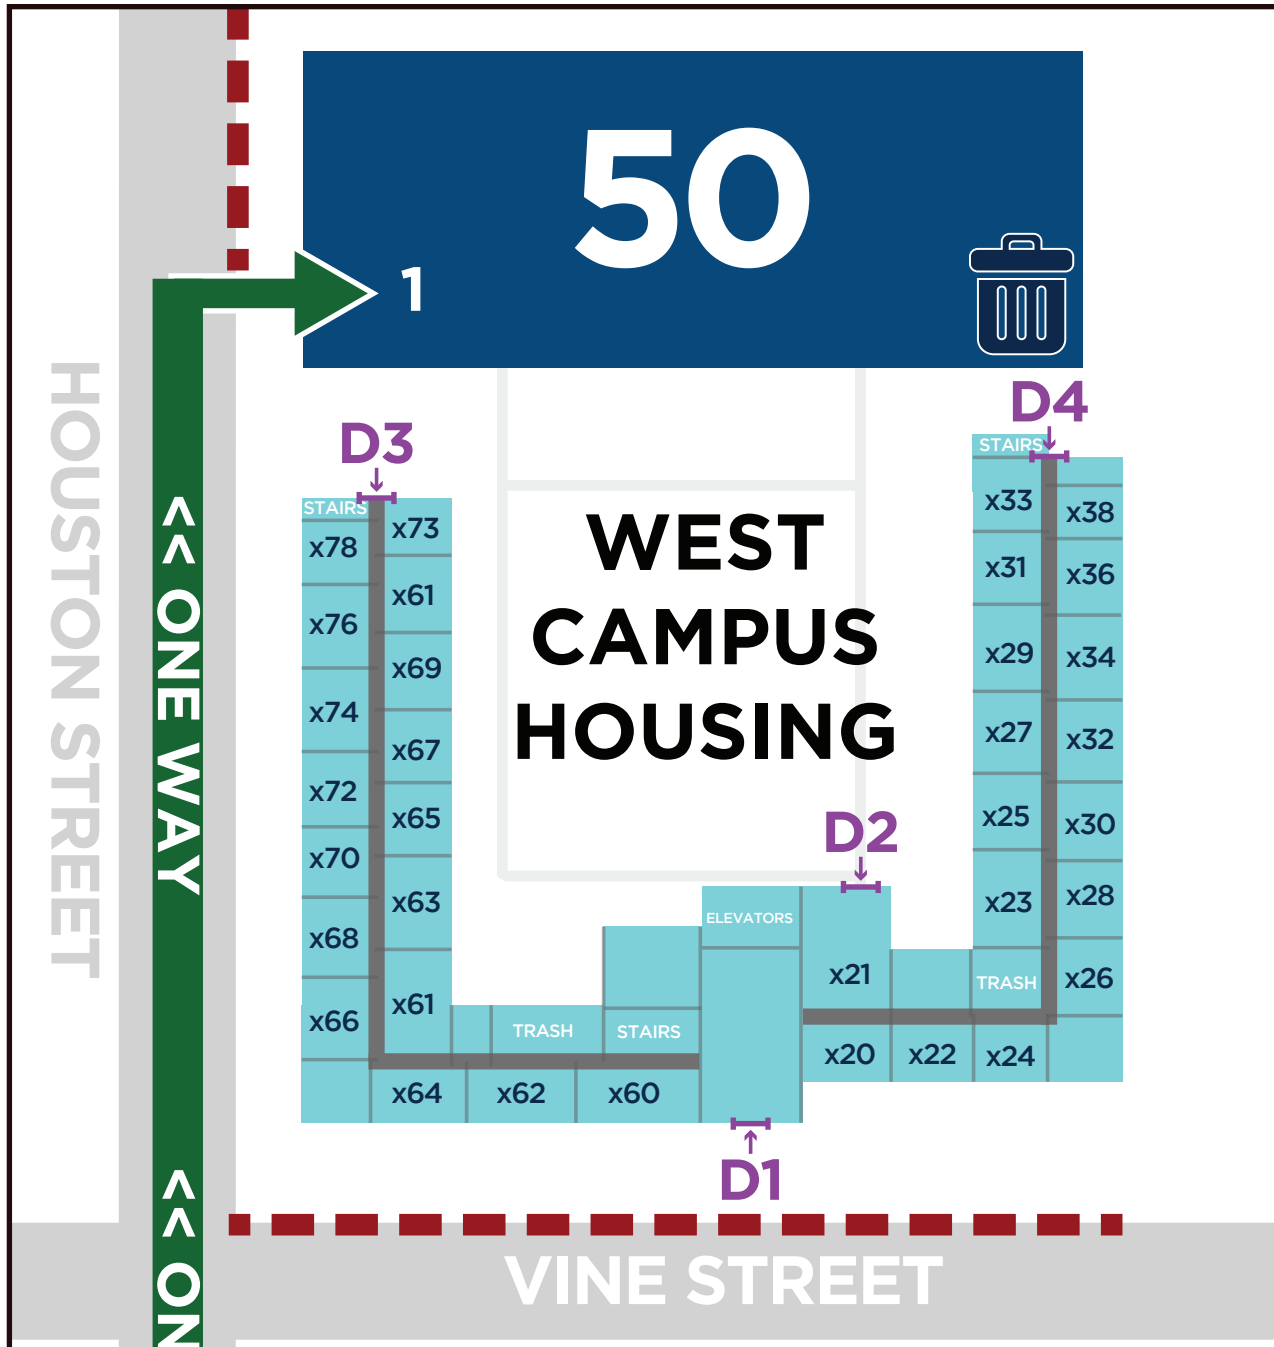 50
1
HOUSTON STREET
<< ONE WAY
<< ON
D3
D4
STAIRS
STAIRS
x73
x78
x61
x76
x69
x74
x67
x72
x65
x70
x63
x68
x61
x66
TRASH
STAIRS
x64
x62
x60
WEST
CAMPUS
HOUSING
D2
ELEVATORS
x21
x20
x22
x24
TRASH
x33
x38
x31
x36
x29
x34
x27
x32
x25
x30
x23
x28
x26
D1
VINE STREET